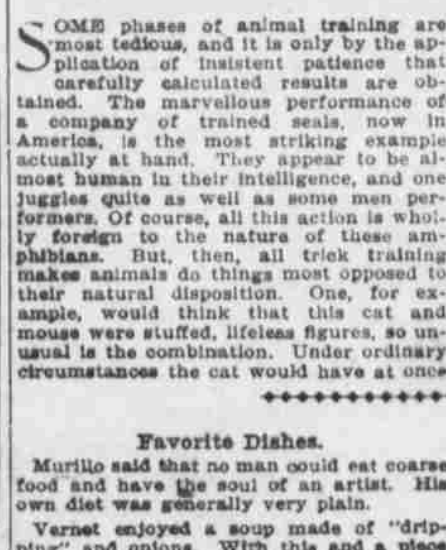 SOME phases of animal training are
most tedious, and it is only by the ap-
plication of insistent patience that
carefully calculated results are ob-
tained. The marvellous performance of
a company of trained seals, now in
America, is the most striking example
actually at hand. They appear to be al-
most human in their intelligence, and one
juggles quite as well as some men per-
formers. Of course, all this action is whol-
ly foreign to the nature of these am-
phibians. But, then, all trick training
makes animals do things most opposed to
their natural disposition. One, for ex-
ample, would think that this cat and
mouse were stuffed, lifeless figures, so un-
usual is the combination. Under ordinary
circumstances the cat would have at once
Favorite Dishes.
Murillo said that no man could eat coarse
food and have the soul of an artist. His
own diet was generally very plain.
Vernet enjoyed a soup made of "drip-
ping" and onions. With this and a piece